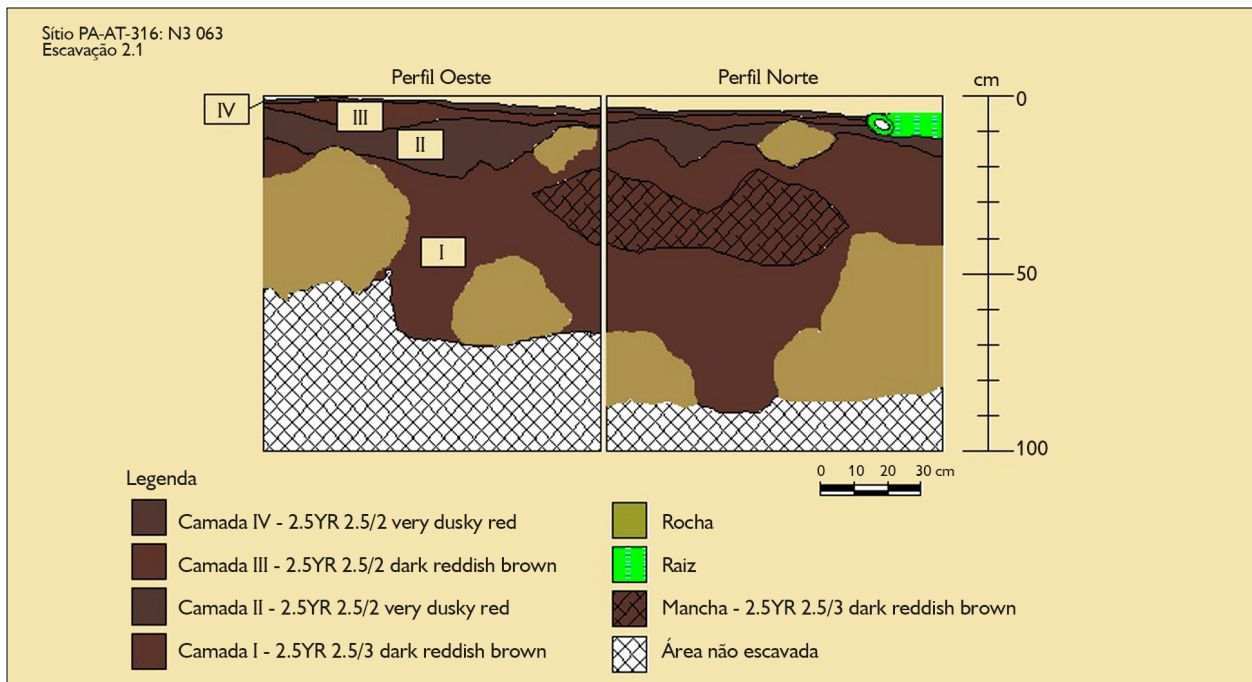 Sítio PA-AT-316: N3 063
Escavação 2.1
Perfil Oeste
Perfil Norte
cm
IV
III
II
I
0
50
100
0 10 20 30 cm
Legenda
Camada IV - 2.5YR 2.5/2 very dusky red
Camada III - 2.5YR 2.5/2 dark reddish brown
Camada II - 2.5YR 2.5/2 very dusky red
Camada I - 2.5YR 2.5/3 dark reddish brown
Rocha
Raiz
Mancha - 2.5YR 2.5/3 dark reddish brown
Área não escavada